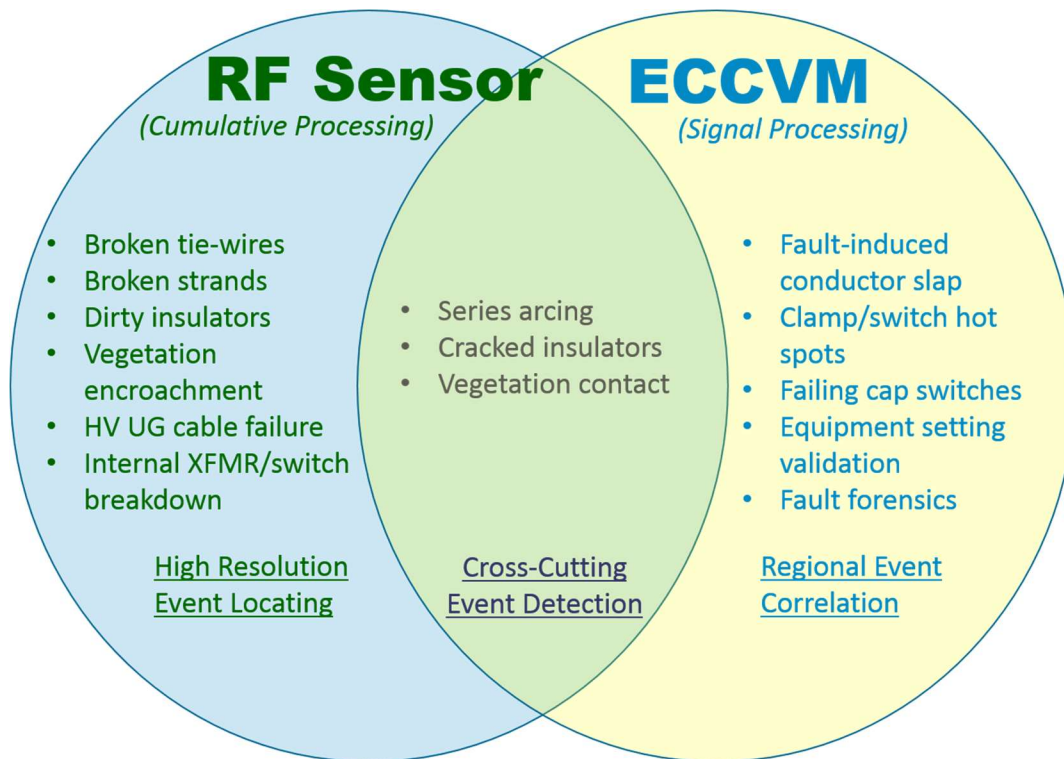 RF Sensor
(Cumulative Processing)
• Broken tie-wires
• Broken strands
• Dirty insulators
• Vegetation
encroachment
• HV UG cable failure
• Internal XFMR/switch
breakdown
High Resolution
Event Locating
• Series arcing
• Cracked insulators
• Vegetation contact
Cross-Cutting
Event Detection
ECCVM
(Signal Processing)
• Fault-induced
conductor slap
• Clamp/switch hot
spots
• Failing cap switches
• Equipment setting
validation
• Fault forensics
Regional Event
Correlation